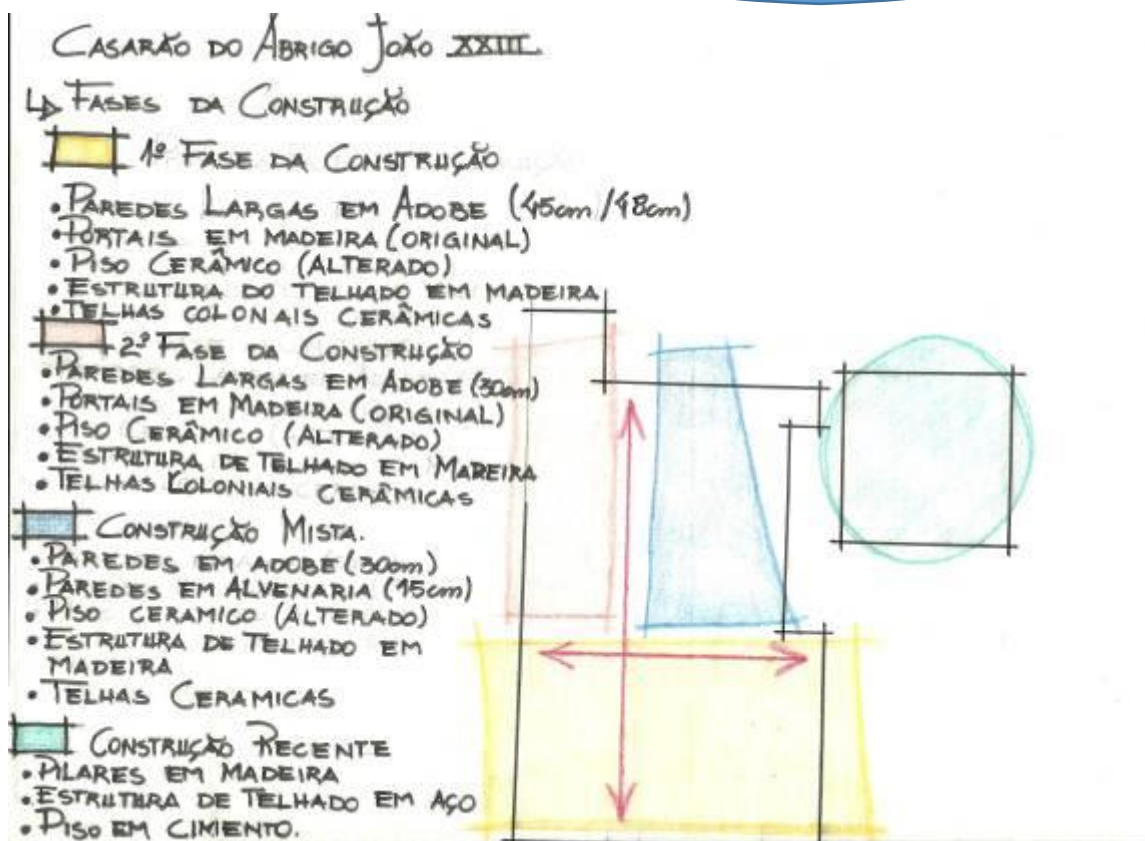 CASARÃO DO ABRIGO JOÃO XXIII
FASES DA CONSTRUÇÃO
1ª FASE DA CONSTRUÇÃO
• PAREDES LARGAS EM ADOBE (45cm/48cm)
• PORTAIS EM MADEIRA (ORIGINAL)
• PISO CERÂMICO (ALTERADO)
• ESTRUTURA DO TELHADO EM MADEIRA
• TELHAS COLONAIS CERÂMICAS
2ª FASE DA CONSTRUÇÃO
• PAREDES LARGAS EM ADOBE (30cm)
• PORTAIS EM MADEIRA (ORIGINAL)
• PISO CERÂMICO (ALTERADO)
• ESTRUTURA DE TELHADO EM MAREIRA
• TELHAS COLONIAIS CERÂMICAS
CONSTRUÇÃO MISTA.
• PAREDES EM ADOBE (30cm)
• PAREDES EM ALVENARIA (15cm)
• PISO CERAMICO (ALTERADO)
• ESTRUTURA DE TELHADO EM
MADEIRA
• TELHAS CERAMICAS
CONSTRUÇÃO RECENTE
• PILARES EM MADEIRA
• ESTRUTURA DE TELHADO EM AÇO
• PISO EM CIMENTO.